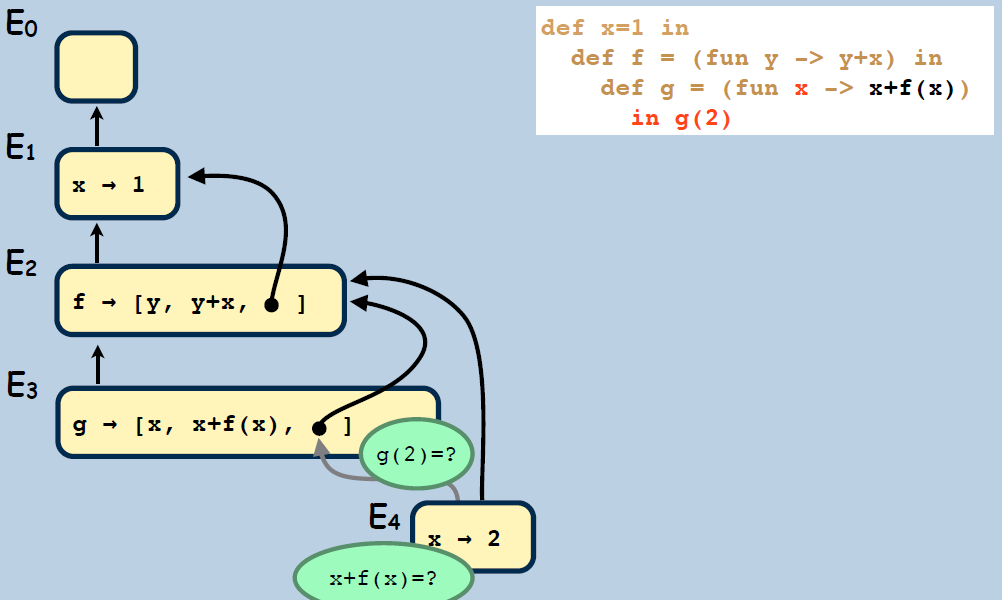 E0
def x=1 in
def f = (fun y -> y+x) in
def g = (fun x -> x+f(x))
in g(2)
E1
x → 1
E2
f → [y, y+x, ● ]
E3
g → [x, x+f(x), ● ]
g(2)=?
E4
x → 2
x+f(x)=?